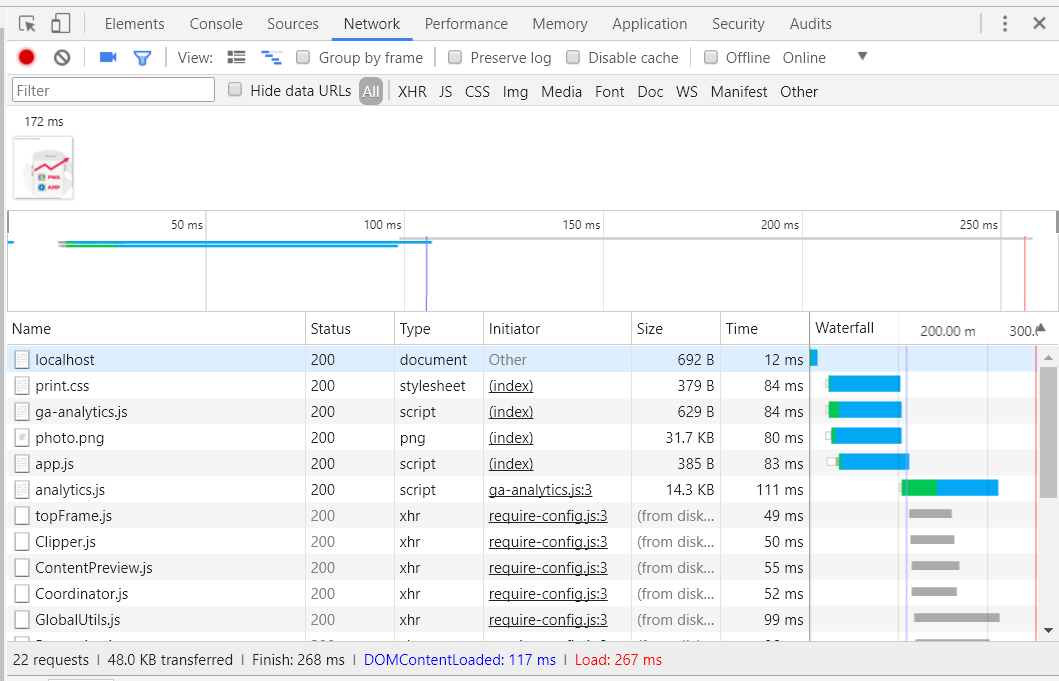 Elements Console Sources Network Performance Memory Application Security Audits
View: Group by frame Preserve log Disable cache Offline Online
Filter Hide data URLs All XHR JS CSS Img Media Font Doc WS Manifest Other
172 ms
PWA
AMP
50 ms 100 ms 150 ms 200 ms 250 ms
Name Status Type Initiator Size Time Waterfall 200.00 m 300.
localhost 200 document Other 692 B 12 ms
print.css 200 stylesheet (index) 379 B 84 ms
ga-analytics.js 200 script (index) 629 B 84 ms
photo.png 200 png (index) 31.7 KB 80 ms
app.js 200 script (index) 385 B 83 ms
analytics.js 200 script ga-analytics.js:3 14.3 KB 111 ms
topFrame.js 200 xhr require-config.js:3 (from disk... 49 ms
Clipper.js 200 xhr require-config.js:3 (from disk... 50 ms
ContentPreview.js 200 xhr require-config.js:3 (from disk... 55 ms
Coordinator.js 200 xhr require-config.js:3 (from disk... 52 ms
GlobalUtils.js 200 xhr require-config.js:3 (from disk... 99 ms
22 requests | 48.0 KB transferred | Finish: 268 ms | DOMContentLoaded: 117 ms | Load: 267 ms